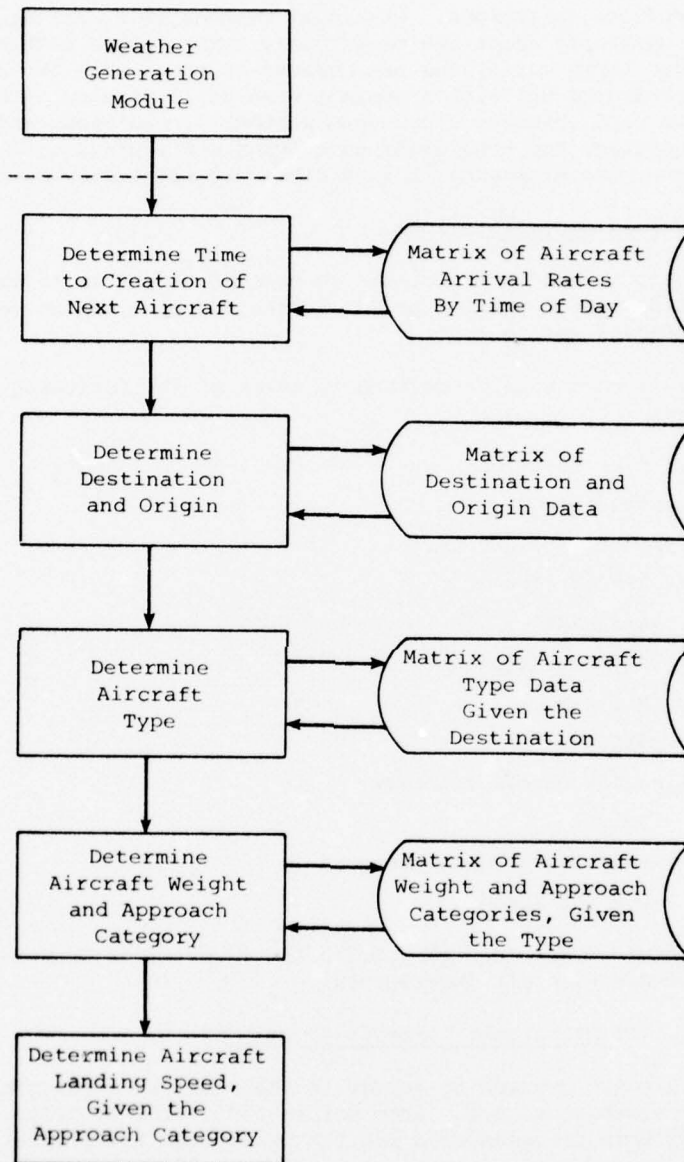 Weather
Generation
Module
Determine Time
to Creation of
Next Aircraft
Matrix of Aircraft
Arrival Rates
By Time of Day
Determine
Destination
and Origin
Matrix of
Destination and
Origin Data
Determine
Aircraft
Type
Matrix of Aircraft
Type Data
Given the
Destination
Determine
Aircraft Weight
and Approach
Category
Matrix of Aircraft
Weight and Approach
Categories, Given
the Type
Determine Aircraft
Landing Speed,
Given the
Approach Category